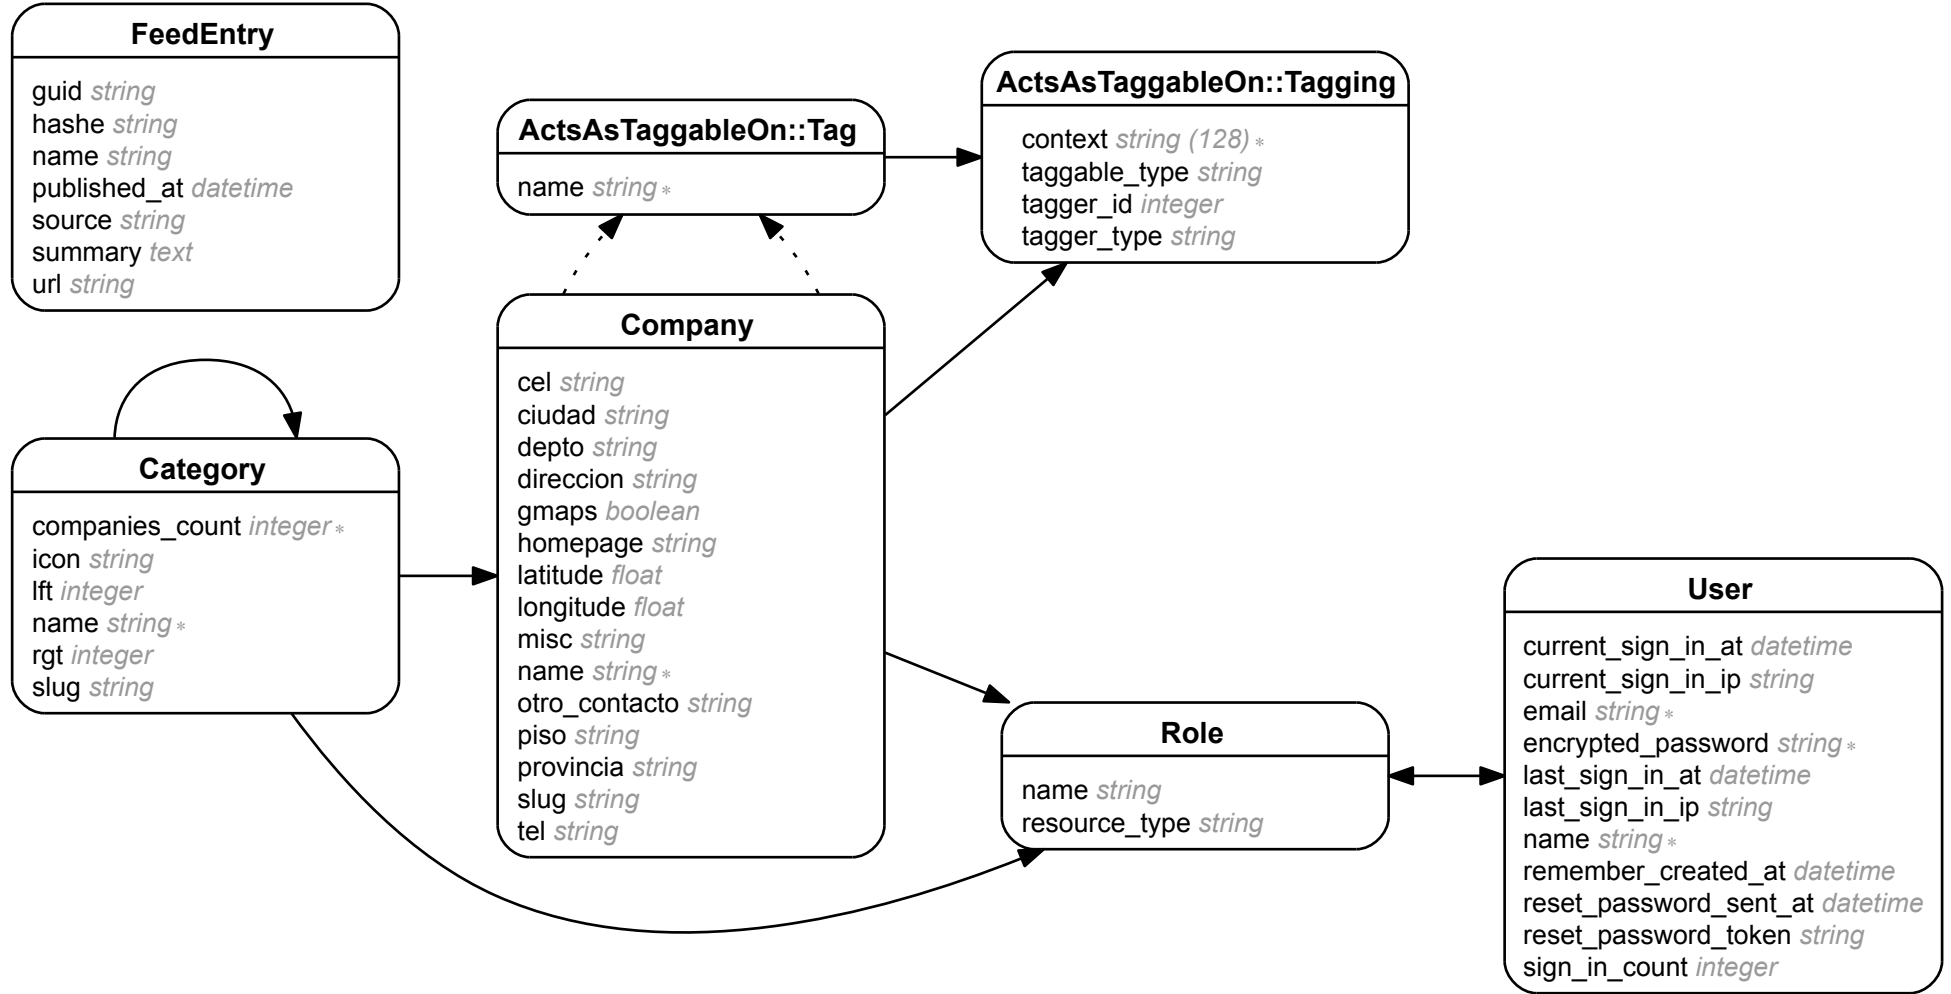 FeedEntry
guid string
hashe string
name string
published_at datetime
source string
summary text
url string
ActsAsTaggableOn::Tag
name string *
ActsAsTaggableOn::Tagging
context string (128) *
taggable_type string
tagger_id integer
tagger_type string
Category
companies_count integer *
icon string
lft integer
name string *
rgt integer
slug string
Company
cel string
ciudad string
depto string
direccion string
gmaps boolean
homepage string
latitude float
longitude float
misc string
name string *
otro_contacto string
piso string
provincia string
slug string
tel string
Role
name string
resource_type string
User
current_sign_in_at datetime
current_sign_in_ip string
email string *
encrypted_password string *
last_sign_in_at datetime
last_sign_in_ip string
name string *
remember_created_at datetime
reset_password_sent_at datetime
reset_password_token string
sign_in_count integer